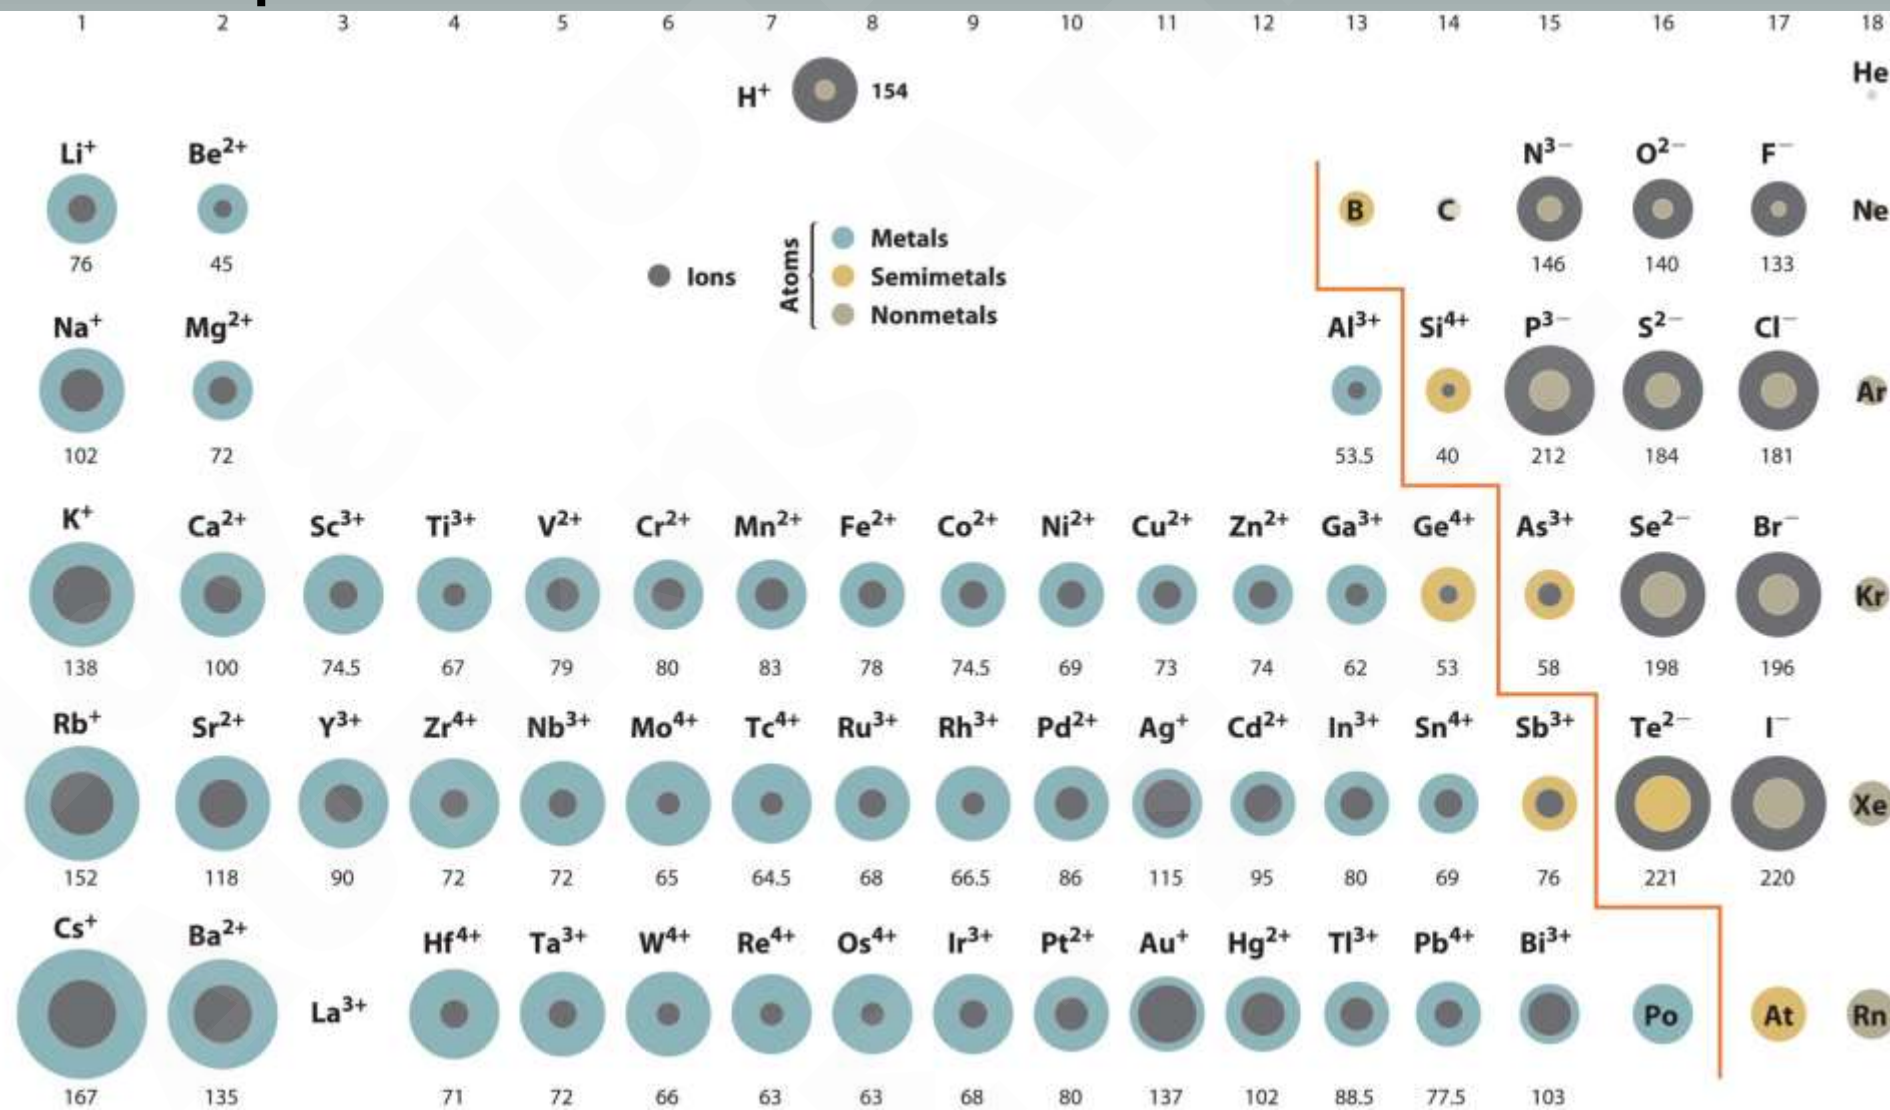 1 2 3 4 5 6 7 8 9 10 11 12 13 14 15 16 17 18
H⁺ 154 He
Li⁺ Be²⁺ N³⁻ O²⁻ F⁻
B C Ne
76 45 146 140 133
Ions
Atoms
Metals
Semimetals
Nonmetals
Na⁺ Mg²⁺ Al³⁺ Si⁴⁺ P³⁻ S²⁻ Cl⁻
Ar
102 72 53.5 40 212 184 181
K⁺ Ca²⁺ Sc³⁺ Ti³⁺ V²⁺ Cr²⁺ Mn²⁺ Fe²⁺ Co²⁺ Ni²⁺ Cu²⁺ Zn²⁺ Ga³⁺ Ge⁴⁺ As³⁺ Se²⁻ Br⁻
Kr
138 100 74.5 67 79 80 83 78 74.5 69 73 74 62 53 58 198 196
Rb⁺ Sr²⁺ Y³⁺ Zr⁴⁺ Nb³⁺ Mo⁴⁺ Tc⁴⁺ Ru³⁺ Rh³⁺ Pd²⁺ Ag⁺ Cd²⁺ In³⁺ Sn⁴⁺ Sb³⁺ Te²⁻ I⁻
Xe
152 118 90 72 72 65 64.5 68 66.5 86 115 95 80 69 76 221 220
Cs⁺ Ba²⁺ Hf⁴⁺ Ta³⁺ W⁴⁺ Re⁴⁺ Os⁴⁺ Ir³⁺ Pt²⁺ Au⁺ Hg²⁺ Tl³⁺ Pb⁴⁺ Bi³⁺
La³⁺ Po At Rn
167 135 71 72 66 63 63 68 80 137 102 88.5 77.5 103